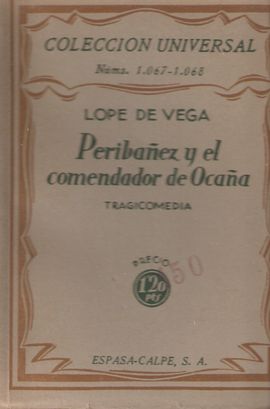 COLECCION UNIVERSAL
Núms. 1.067-1.068
LOPE DE VEGA
Peribañez y el
comendador de Ocaña
TRAGICOMEDIA
PRECIO
1'20
pts
50
ESPASA-CALPE, S. A.